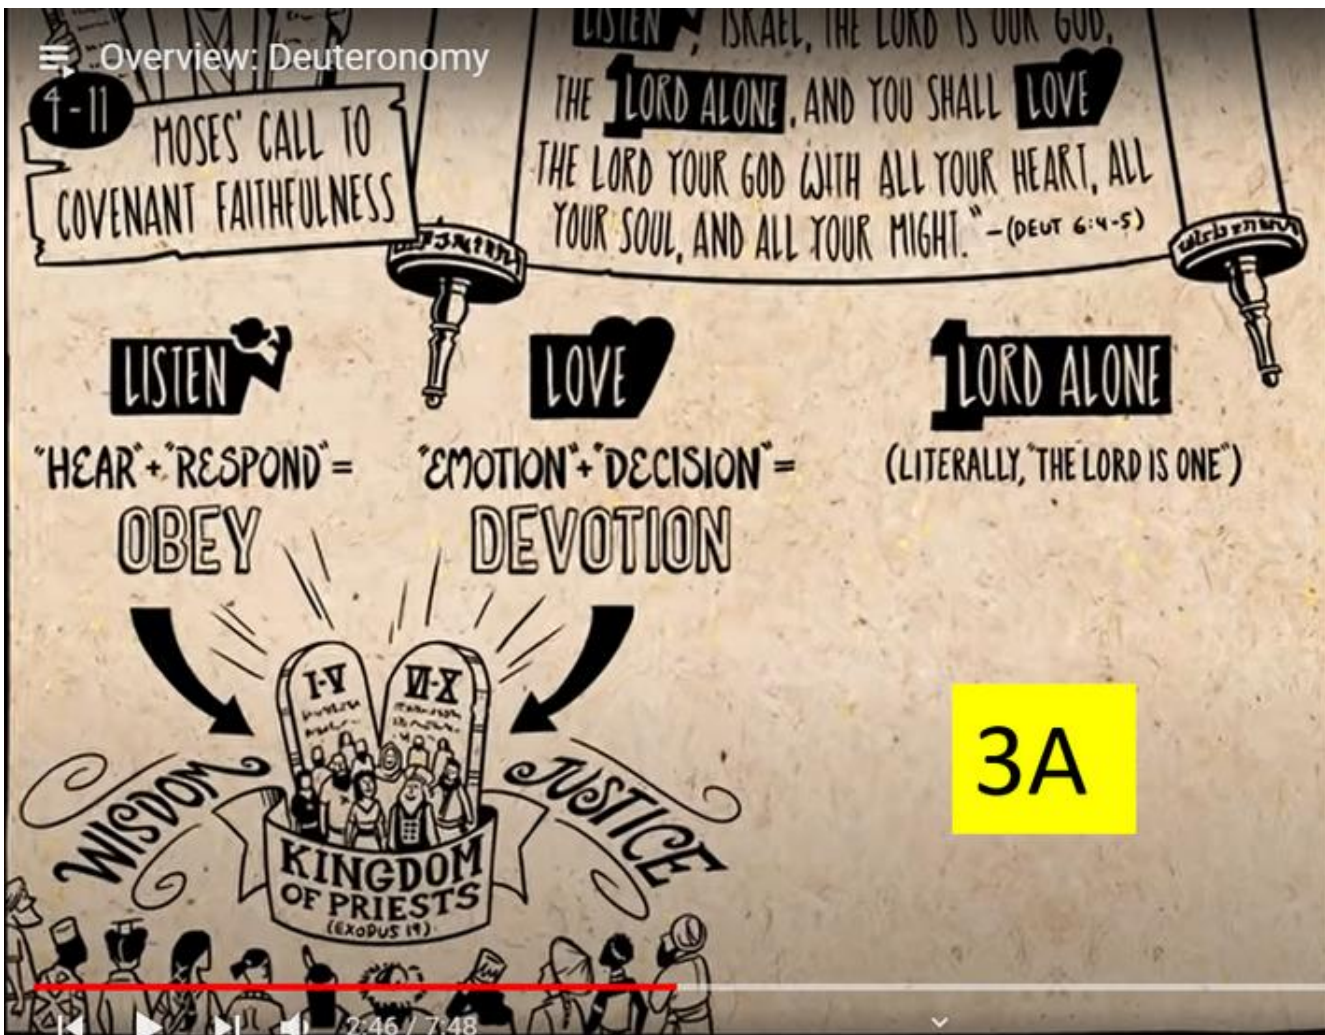 Overview: Deuteronomy
4-11
MOSES' CALL TO
COVENANT FAITHFULNESS
LISTEN, ISRAEL, THE LORD IS OUR GOD,
THE LORD ALONE, AND YOU SHALL LOVE
THE LORD YOUR GOD WITH ALL YOUR HEART, ALL
YOUR SOUL, AND ALL YOUR MIGHT." -(DEUT 6:4-5)
LISTEN
"HEAR"+"RESPOND"=
OBEY
LOVE
"EMOTION"+"DECISION"=
DEVOTION
1 LORD ALONE
(LITERALLY, "THE LORD IS ONE")
I-V
VI-X
WISDOM
JUSTICE
KINGDOM
OF PRIESTS
(EXODUS 19)
3A
2:46 / 7:48